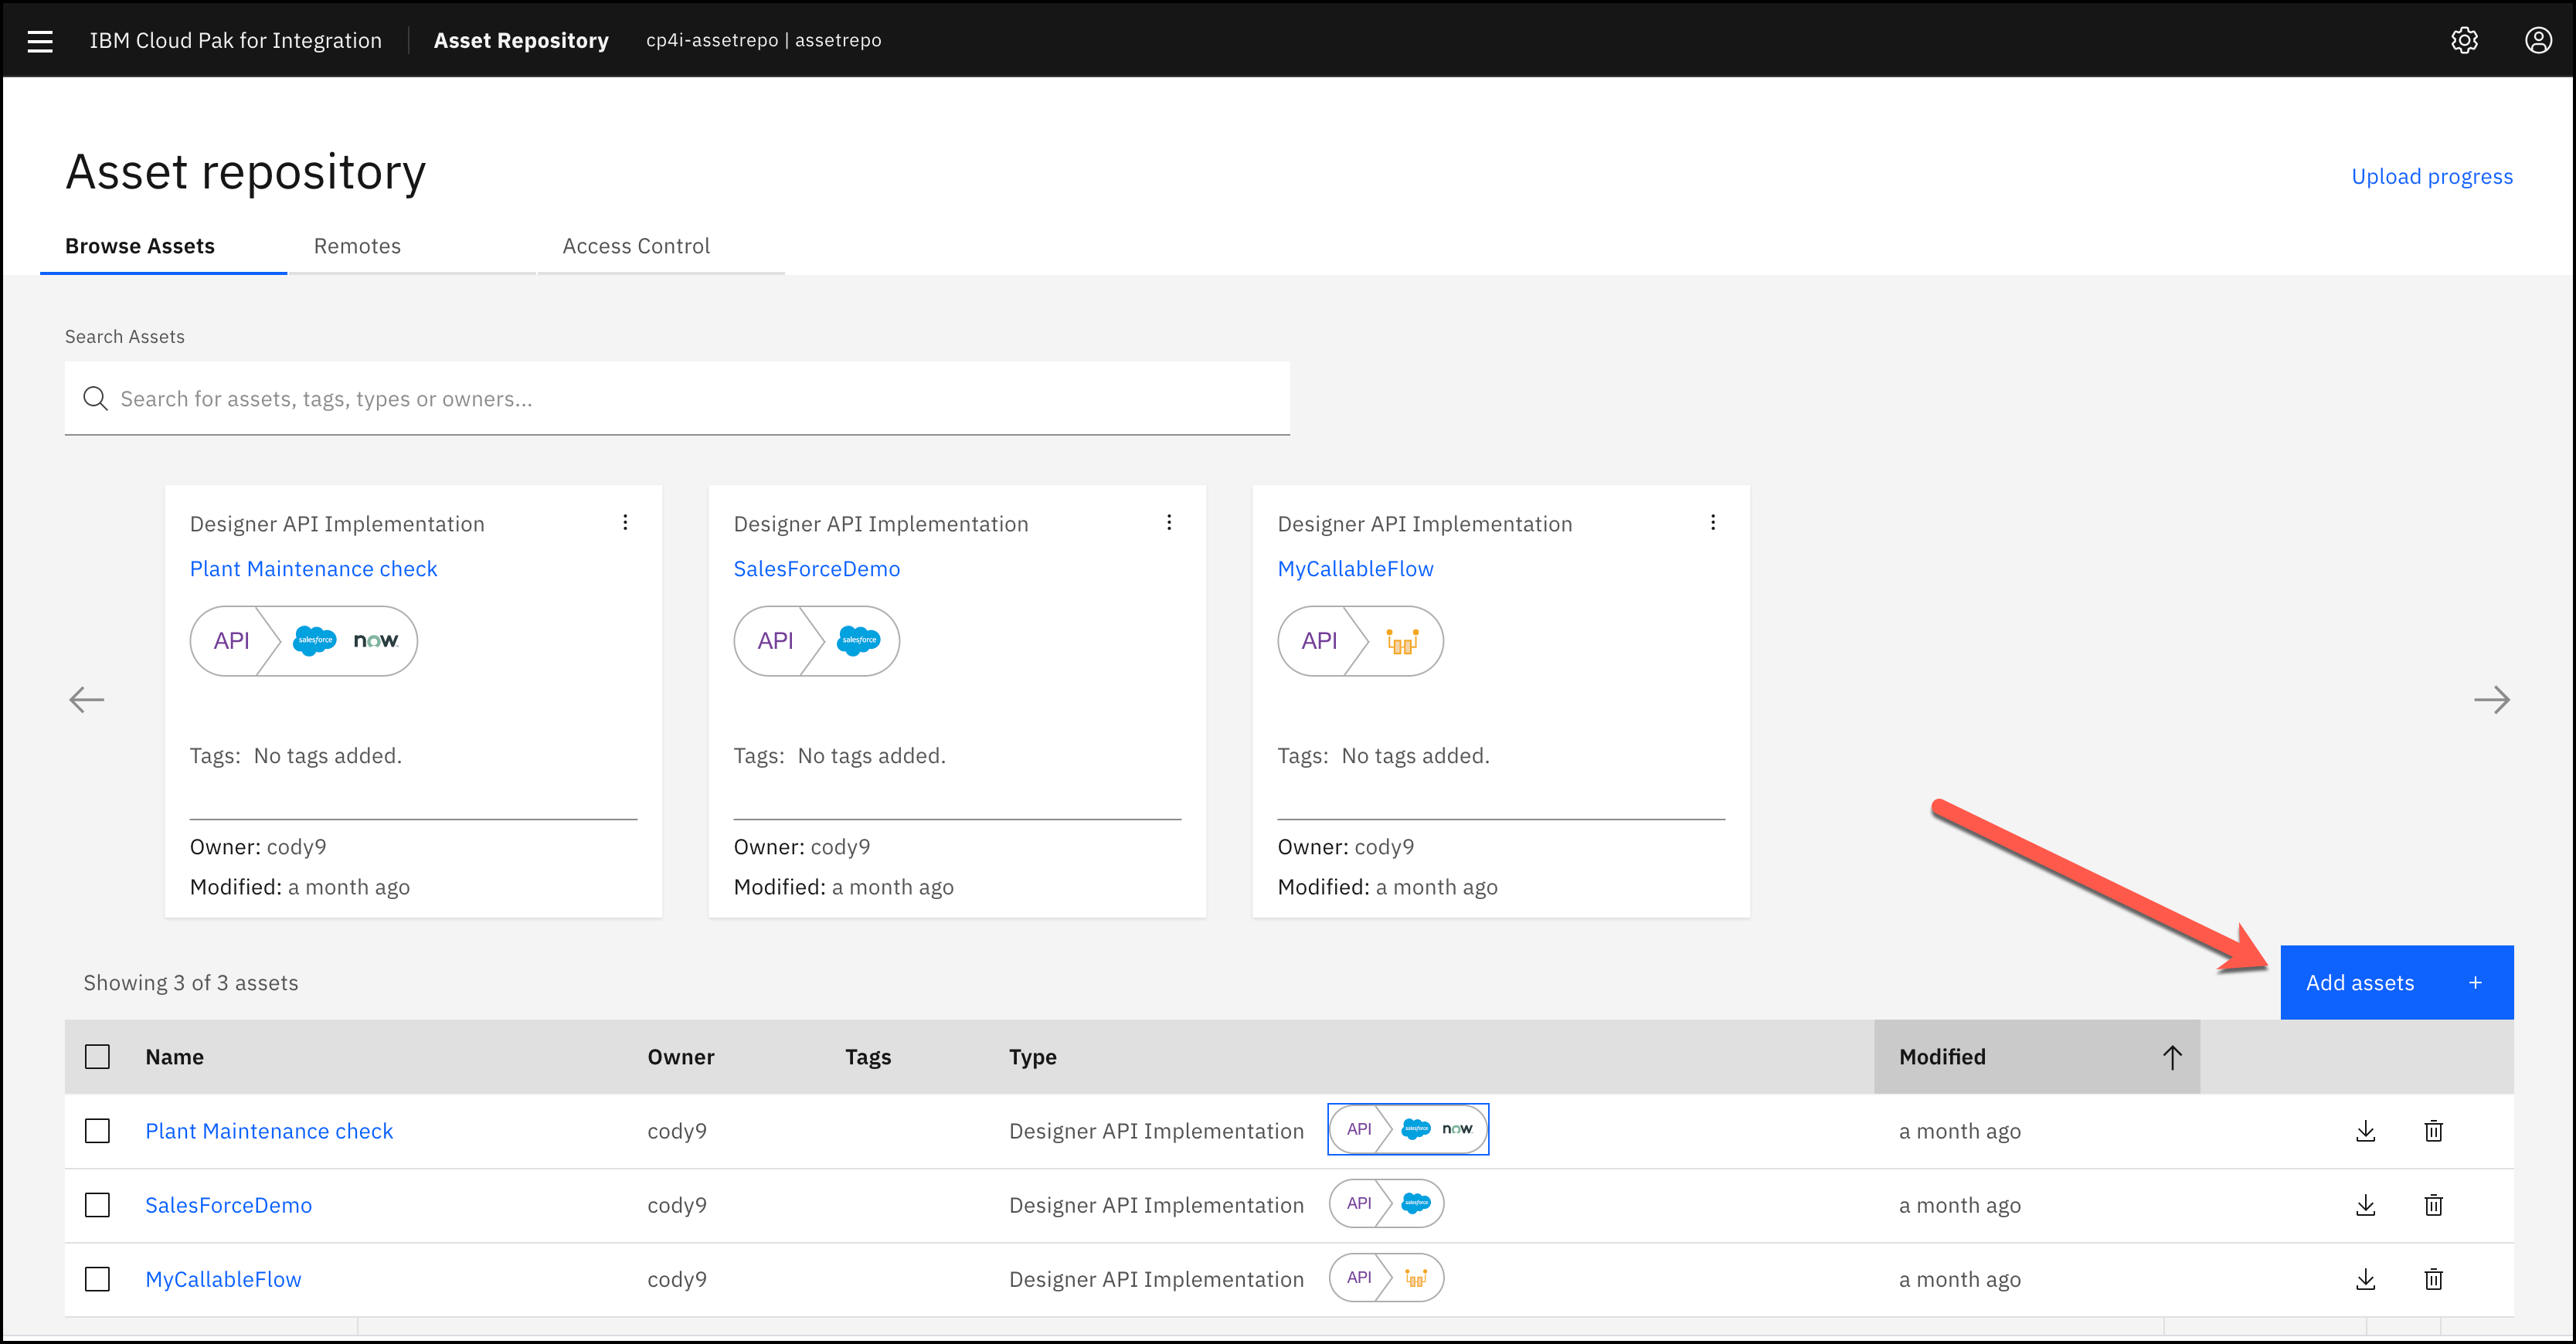 IBM Cloud Pak for Integration Asset Repository cp4i-assetrepo | assetrepo
Asset repository
Upload progress
Browse Assets Remotes Access Control
Search Assets
Search for assets, tags, types or owners...
Designer API Implementation
Plant Maintenance check
API salesforce now
Tags: No tags added.
Owner: cody9
Modified: a month ago
Designer API Implementation
SalesForceDemo
API salesforce
Tags: No tags added.
Owner: cody9
Modified: a month ago
Designer API Implementation
MyCallableFlow
API
Tags: No tags added.
Owner: cody9
Modified: a month ago
Showing 3 of 3 assets
Add assets +
Name Owner Tags Type Modified
Plant Maintenance check cody9 Designer API Implementation API salesforce now a month ago
SalesForceDemo cody9 Designer API Implementation API salesforce a month ago
MyCallableFlow cody9 Designer API Implementation API a month ago